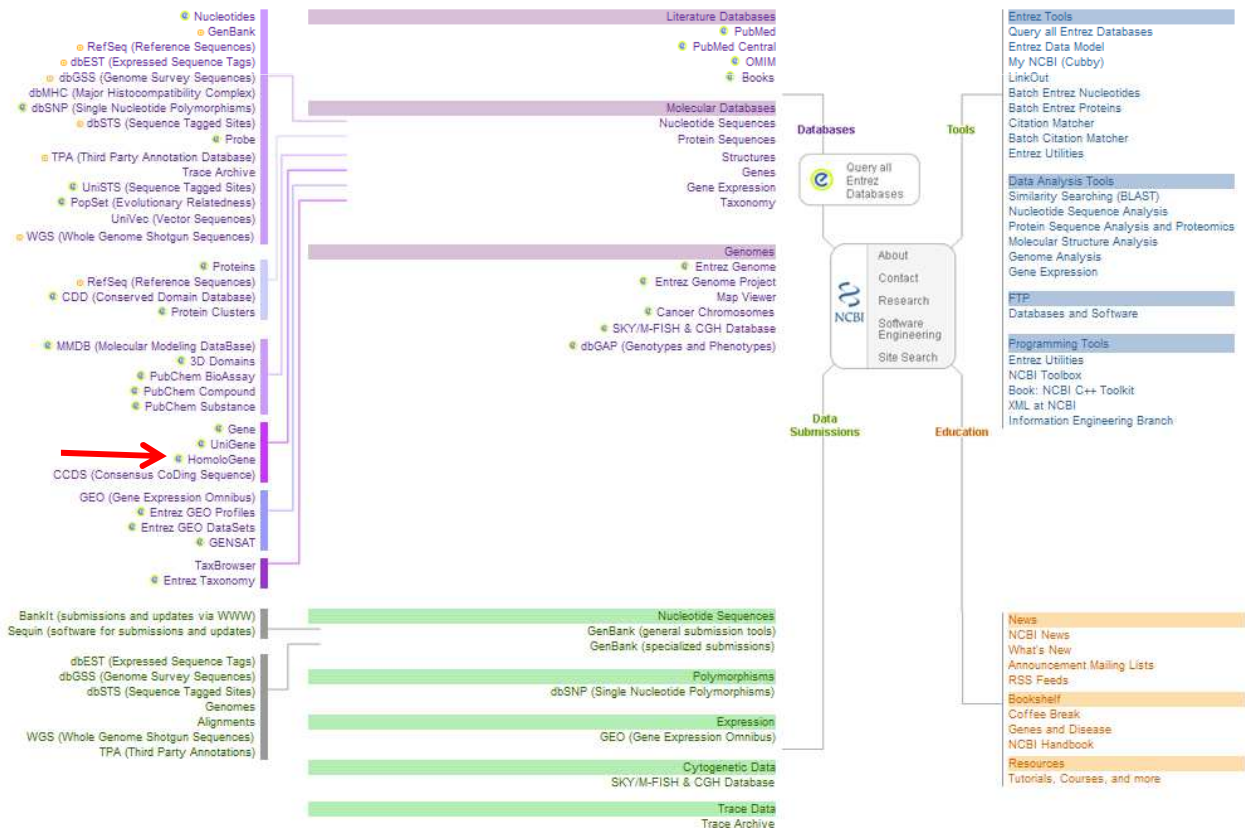 Nucleotides
GenBank
RefSeq (Reference Sequences)
dbEST (Expressed Sequence Tags)
dbGSS (Genome Survey Sequences)
dbMHC (Major Histocompatibility Complex)
dbSNP (Single Nucleotide Polymorphisms)
dbSTS (Sequence Tagged Sites)
Probe
TPA (Third Party Annotation Database)
Trace Archive
UniSTS (Sequence Tagged Sites)
PopSet (Evolutionary Relatedness)
UniVec (Vector Sequences)
WGS (Whole Genome Shotgun Sequences)
Proteins
RefSeq (Reference Sequences)
CDD (Conserved Domain Database)
Protein Clusters
MMDB (Molecular Modeling DataBase)
3D Domains
PubChem BioAssay
PubChem Compound
PubChem Substance
Gene
UniGene
HomoloGene
CCDS (Consensus CoDing Sequence)
GEO (Gene Expression Omnibus)
Entrez GEO Profiles
Entrez GEO DataSets
GENSAT
TaxBrowser
Entrez Taxonomy
BankIt (submissions and updates via WWW)
Sequin (software for submissions and updates)
dbEST (Expressed Sequence Tags)
dbGSS (Genome Survey Sequences)
dbSTS (Sequence Tagged Sites)
Genomes
Alignments
WGS (Whole Genome Shotgun Sequences)
TPA (Third Party Annotations)
Literature Databases
PubMed
PubMed Central
OMIM
Books
Molecular Databases
Nucleotide Sequences
Protein Sequences
Structures
Genes
Gene Expression
Taxonomy
Genomes
Entrez Genome
Entrez Genome Project
Map Viewer
Cancer Chromosomes
SKY/M-FISH & CGH Database
dbGAP (Genotypes and Phenotypes)
Nucleotide Sequences
GenBank (general submission tools)
GenBank (specialized submissions)
Polymorphisms
dbSNP (Single Nucleotide Polymorphisms)
Expression
GEO (Gene Expression Omnibus)
Cytogenetic Data
SKY/M-FISH & CGH Database
Trace Data
Trace Archive
Databases
Tools
e
Query all
Entrez
Databases
NCBI
About
Contact
Research
Software
Engineering
Site Search
Data
Submissions
Education
Entrez Tools
Query all Entrez Databases
Entrez Data Model
My NCBI (Cubby)
LinkOut
Batch Entrez Nucleotides
Batch Entrez Proteins
Citation Matcher
Batch Citation Matcher
Entrez Utilities
Data Analysis Tools
Similarity Searching (BLAST)
Nucleotide Sequence Analysis
Protein Sequence Analysis and Proteomics
Molecular Structure Analysis
Genome Analysis
Gene Expression
FTP
Databases and Software
Programming Tools
Entrez Utilities
NCBI Toolbox
Book: NCBI C++ Toolkit
XML at NCBI
Information Engineering Branch
News
NCBI News
What's New
Announcement Mailing Lists
RSS Feeds
Bookshelf
Coffee Break
Genes and Disease
NCBI Handbook
Resources
Tutorials, Courses, and more